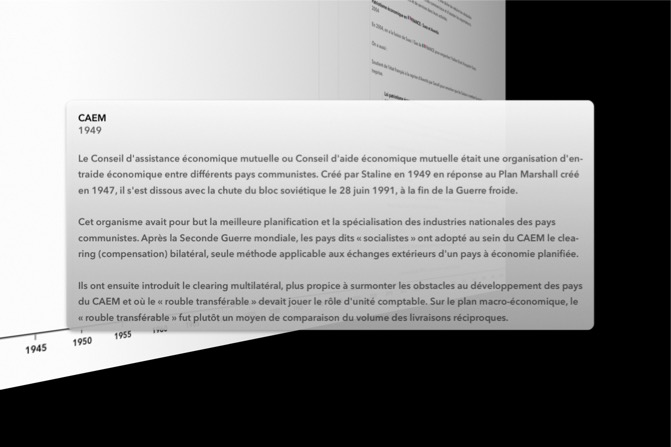 CAEM
1949
Le Conseil d'assistance économique mutuelle ou Conseil d'aide économique mutuelle était une organisation d'en-
traide économique entre différents pays communistes. Créé par Staline en 1949 en réponse au Plan Marshall créé
en 1947, il s'est dissous avec la chute du bloc soviétique le 28 juin 1991, à la fin de la Guerre froide.
Cet organisme avait pour but la meilleure planification et la spécialisation des industries nationales des pays
communistes. Après la Seconde Guerre mondiale, les pays dits « socialistes » ont adopté au sein du CAEM le clea-
ring (compensation) bilatéral, seule méthode applicable aux échanges extérieurs d'un pays à économie planifiée.
Ils ont ensuite introduit le clearing multilatéral, plus propice à surmonter les obstacles au développement des pays
du CAEM et où le « rouble transférable » devait jouer le rôle d'unité comptable. Sur le plan macro-économique, le
« rouble transférable » fut plutôt un moyen de comparaison du volume des livraisons réciproques.
1945 1950 1955